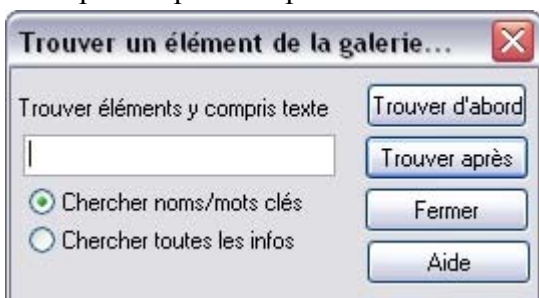 Trouver un élément de la galerie...
Trouver éléments y compris texte
Trouver d'abord
Trouver après
Chercher noms/mots clés
Fermer
Chercher toutes les infos
Aide